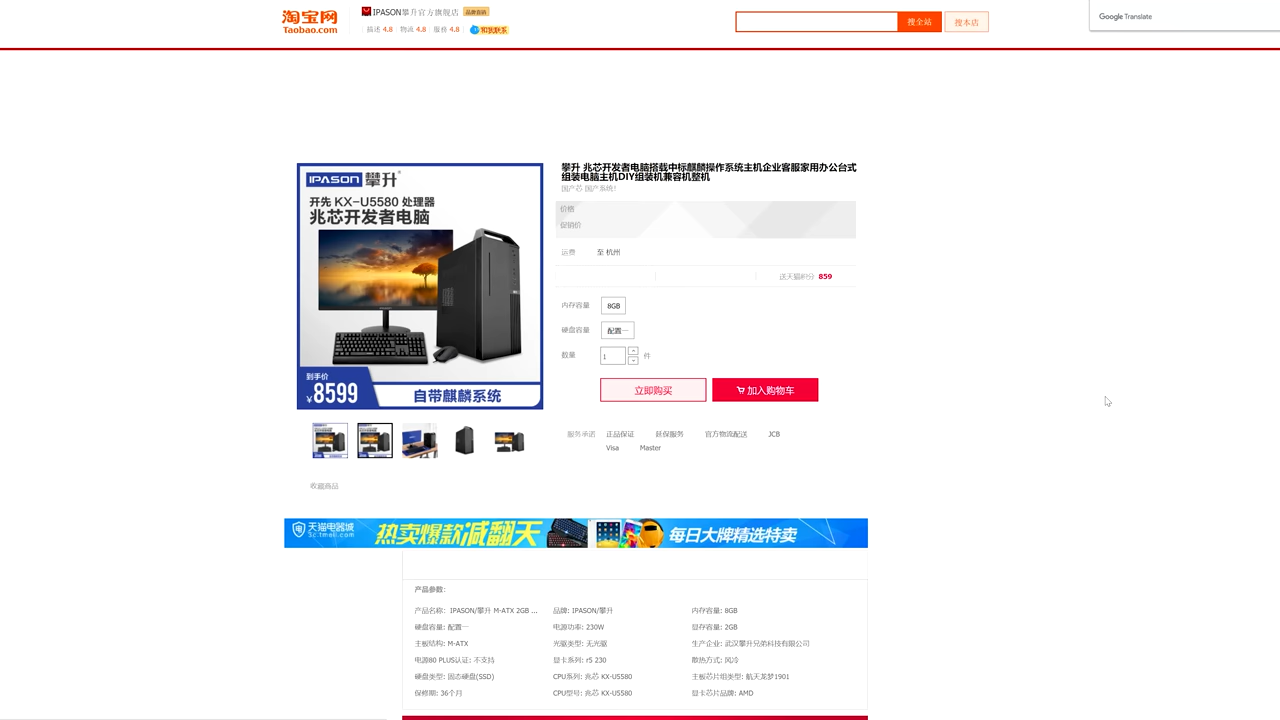 淘宝网
Taobao.com
IPASON攀升官方旗舰店 品牌直销
描述 4.8 物流 4.8 服务 4.8 和我联系
搜全站 搜本店
Google Translate
IPASON 攀升
开先 KX-U5580 处理器
兆芯开发者电脑
到手价
¥8599
自带麒麟系统
攀升 兆芯开发者电脑搭载中标麒麟操作系统主机企业客服家用办公台式
组装电脑主机DIY组装机兼容机整机
国产芯 国产系统!
价格
促销价
运费 至 杭州
送天猫积分 859
内存容量 8GB
硬盘容量 配置一
数量 1 件
立即购买 加入购物车
服务承诺 正品保证 延保服务 官方物流配送 JCB
Visa Master
收藏商品
天猫电器城
3c.tmall.com
热卖爆款减翻天
每日大牌精选特卖
产品参数:
产品名称: IPASON/攀升 M-ATX 2GB ... 品牌: IPASON/攀升 内存容量: 8GB
硬盘容量: 配置一 电源功率: 230W 显存容量: 2GB
主板结构: M-ATX 光驱类型: 无光驱 生产企业: 武汉攀升兄弟科技有限公司
电源80 PLUS认证: 不支持 显卡系列: r5 230 散热方式: 风冷
硬盘类型: 固态硬盘(SSD) CPU系列: 兆芯 KX-U5580 主板芯片组类型: 航天龙梦1901
保修期: 36个月 CPU型号: 兆芯 KX-U5580 显卡芯片品牌: AMD